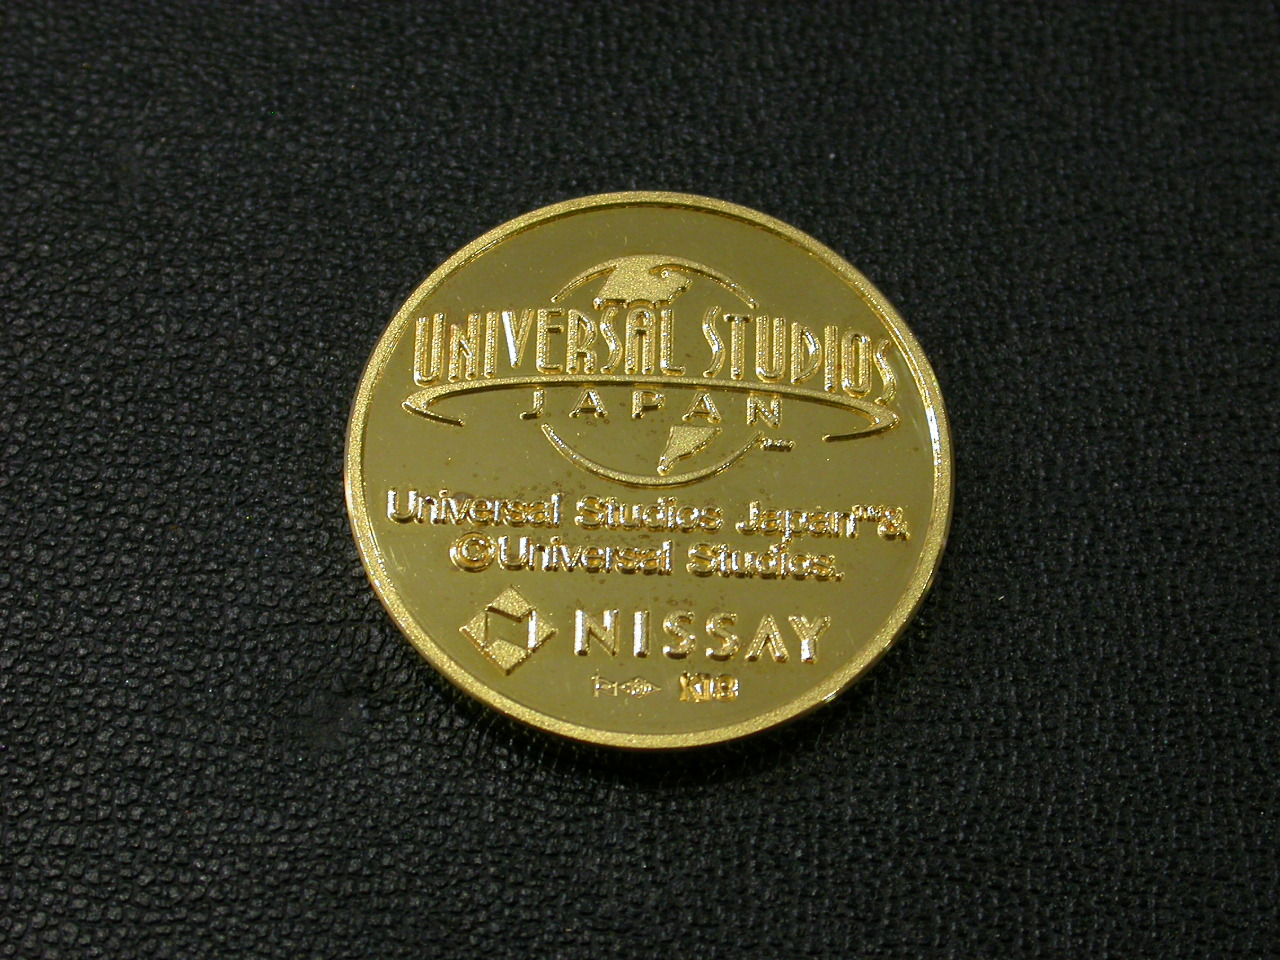 UNIVERSAL STUDIOS
JAPAN
Universal Studios Japan™&
©Universal Studios.
NISSAY
K18